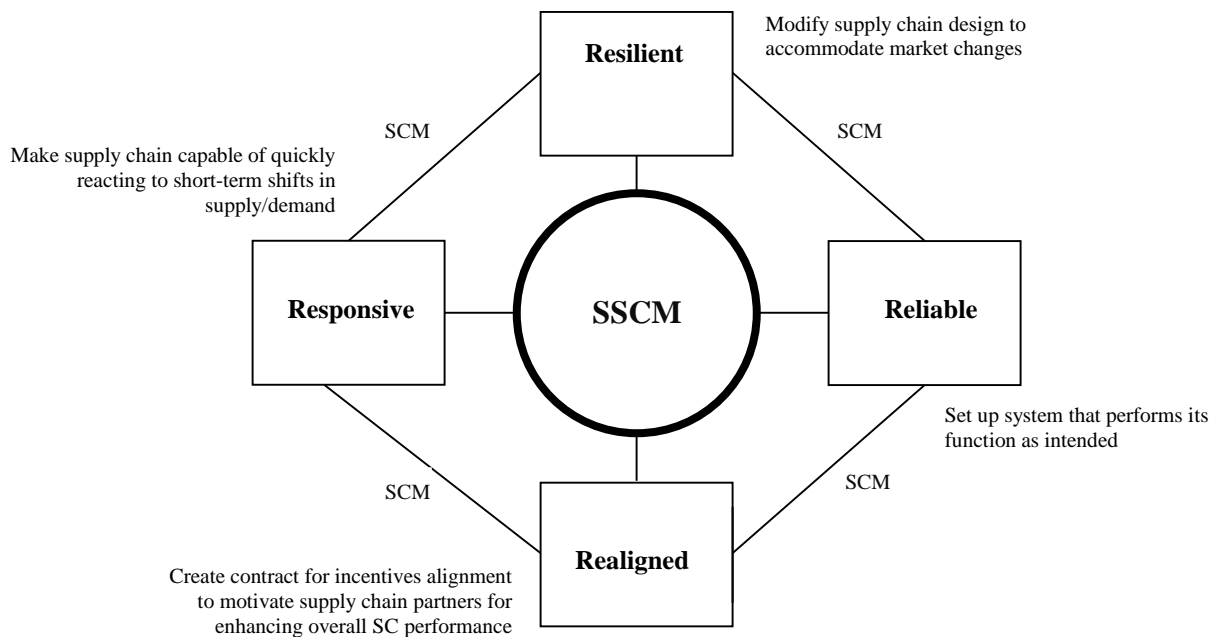 Modify supply chain design to
accommodate market changes
Resilient
SCM
SCM
Make supply chain capable of quickly
reacting to short-term shifts in
supply/demand
Responsive
SSCM
Reliable
Set up system that performs its
function as intended
SCM
SCM
Realigned
Create contract for incentives alignment
to motivate supply chain partners for
enhancing overall SC performance